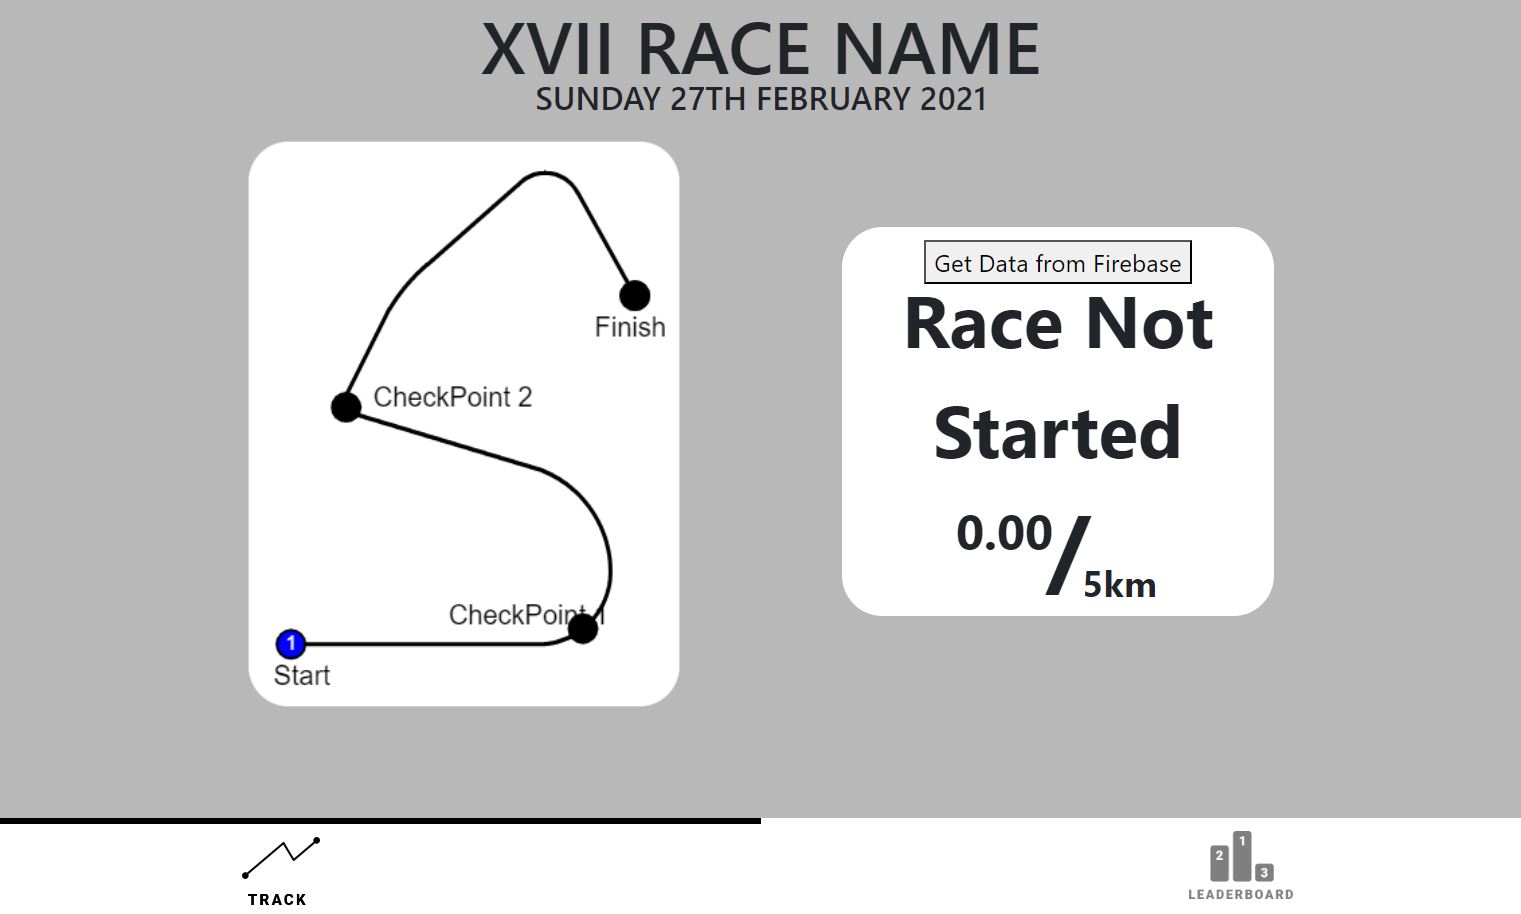 XVII RACE NAME
SUNDAY 27TH FEBRUARY 2021
Finish
CheckPoint 2
CheckPoint 1
1
Start
Get Data from Firebase
Race Not
Started
0.00/5km
TRACK
1
2
3
LEADERBOARD